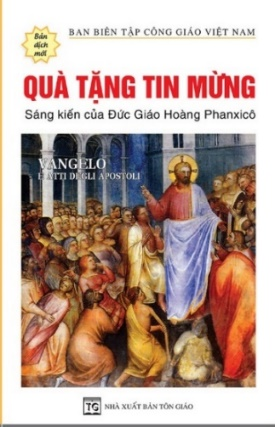 Bản
dịch
mới
BAN BIÊN TẬP CÔNG GIÁO VIỆT NAM
QUÀ TẶNG TIN MỪNG
Sáng kiến của Đức Giáo Hoàng Phanxicô
VANGELO
E ATTI DEGLI APOSTOLI
TG NHÀ XUẤT BẢN TÔN GIÁO